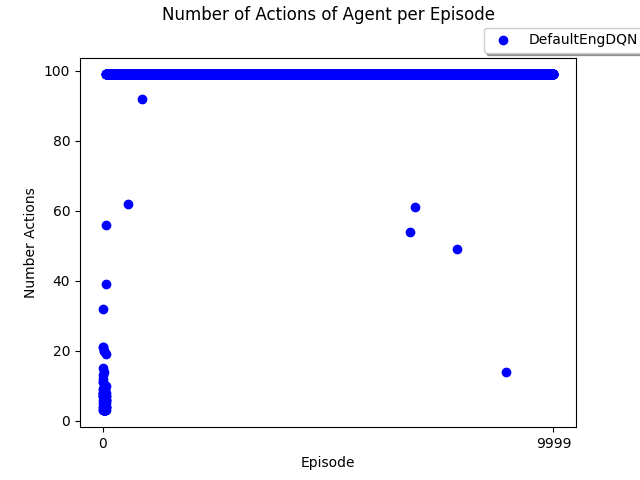 Number of Actions of Agent per Episode
DefaultEngDQN
100
80
60
40
20
0
Number Actions
0
9999
Episode